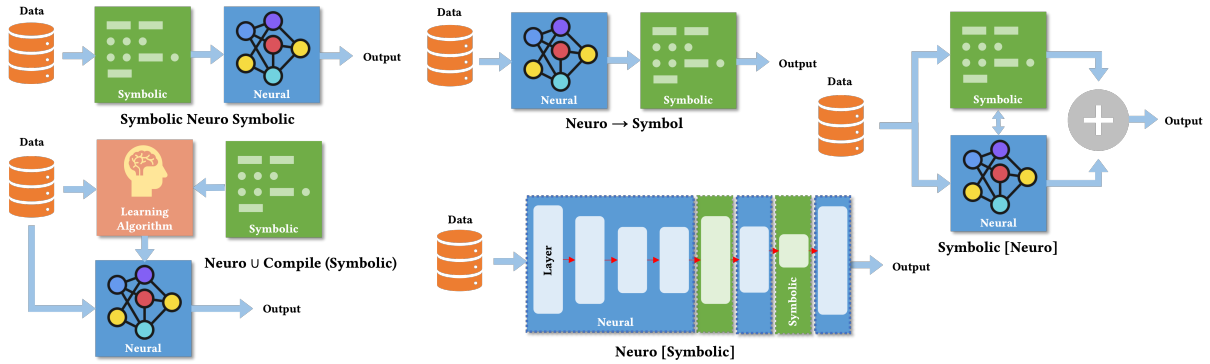 Data
Symbolic
Neural
Output
Symbolic Neuro Symbolic
Data
Neural
Symbolic
Output
Neuro → Symbol
Data
Symbolic
Neural
Output
Symbolic [Neuro]
Data
Learning
Algorithm
Symbolic
Neuro ∪ Compile (Symbolic)
Neural
Output
Data
Layer
Neural
Symbolic
Output
Neuro [Symbolic]